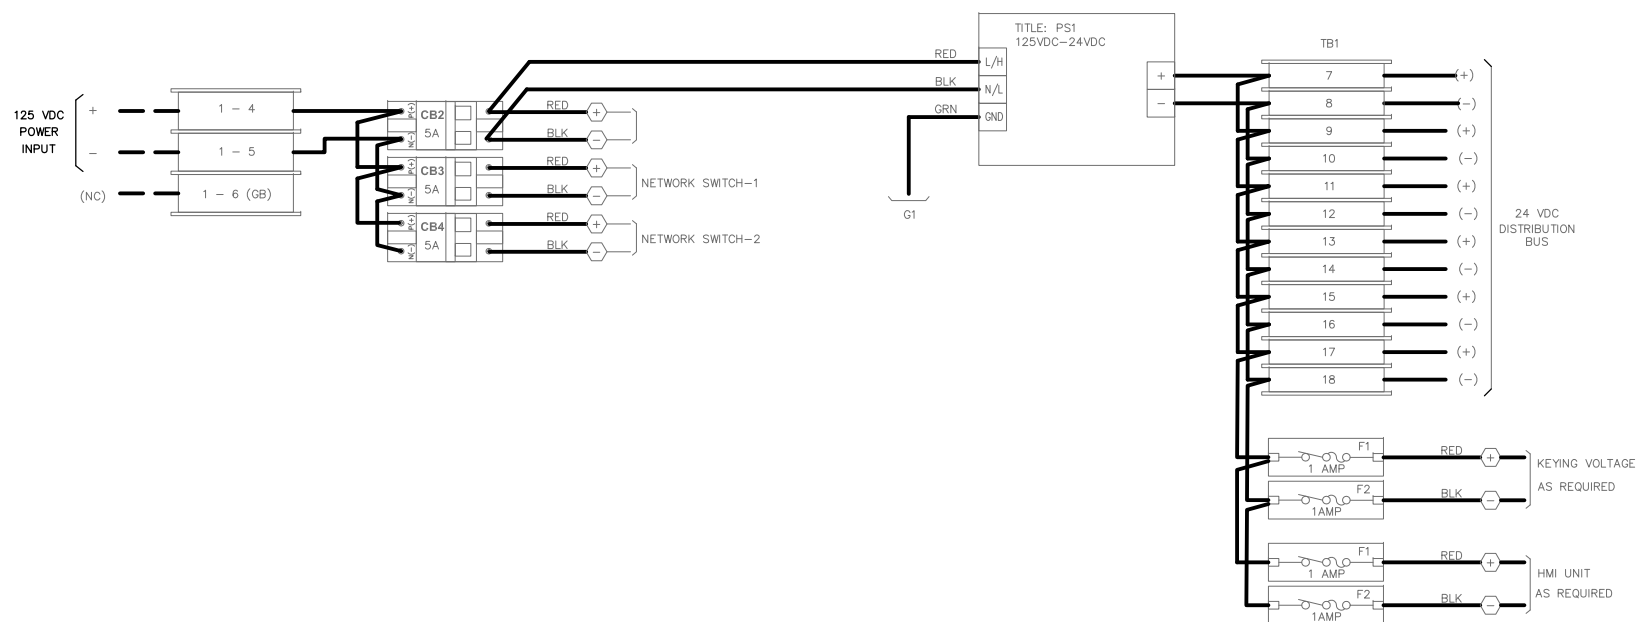 125 VDC
POWER
INPUT
+
−
(NC)
1 - 4
1 - 5
1 - 6 (GB)
P(+)
N(-)
CB2
5A
RED
+
BLK
−
P(+)
N(-)
CB3
5A
RED
+
BLK
−
NETWORK SWITCH-1
P(+)
N(-)
CB4
5A
RED
+
BLK
−
NETWORK SWITCH-2
RED
BLK
GRN
G1
TITLE: PS1
125VDC-24VDC
L/H
N/L
GND
+
−
TB1
7 (+)
8 (-)
9 (+)
10 (-)
11 (+)
12 (-)
13 (+)
14 (-)
15 (+)
16 (-)
17 (+)
18 (-)
24 VDC
DISTRIBUTION
BUS
F1
1 AMP
RED
+
F2
1AMP
BLK
−
KEYING VOLTAGE
AS REQUIRED
F1
1 AMP
RED
+
F2
1AMP
BLK
−
HMI UNIT
AS REQUIRED